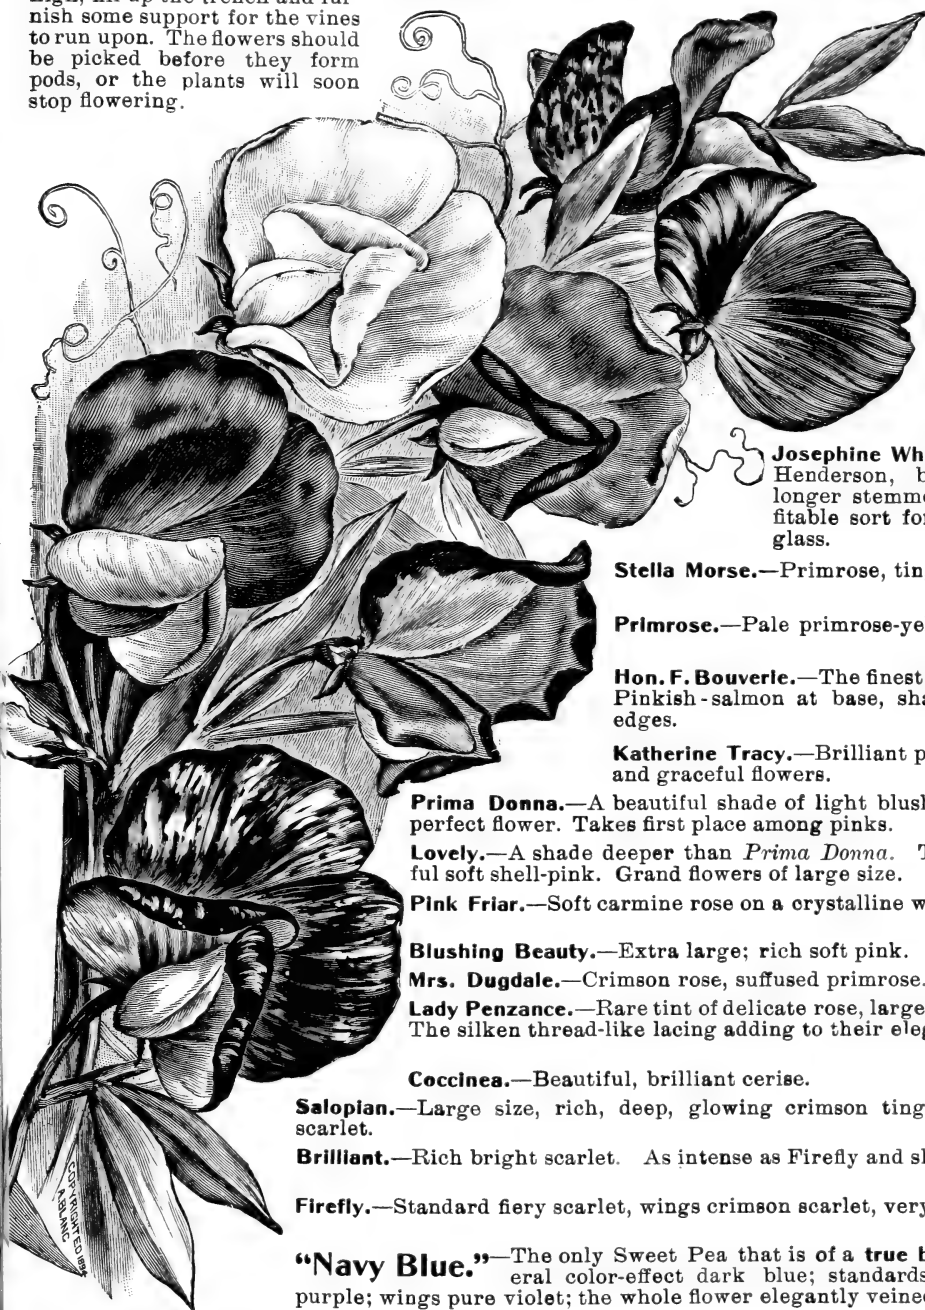 nish some support for the vines
to run upon. The flowers should
be picked before they form
pods, or the plants will soon
stop flowering.
Josephine Wh
Henderson, b
longer stemme
fitable sort fo
glass.
Stella Morse.—Primrose, tin
Primrose.—Pale primrose-ye
Hon. F. Bouverie.—The finest
Pinkish-salmon at base, sha
edges.
Katherine Tracy.—Brilliant p
and graceful flowers.
Prima Donna.—A beautiful shade of light blush
perfect flower. Takes first place among pinks.
Lovely.—A shade deeper than Prima Donna. T
ful soft shell-pink. Grand flowers of large size.
Pink Friar.—Soft carmine rose on a crystalline w
Blushing Beauty.—Extra large; rich soft pink.
Mrs. Dugdale.—Crimson rose, suffused primrose.
Lady Penzance.—Rare tint of delicate rose, large
The silken thread-like lacing adding to their eleg
Coccinea.—Beautiful, brilliant cerise.
Salopian.—Large size, rich, deep, glowing crimson ting
scarlet.
Brilliant.—Rich bright scarlet. As intense as Firefly and sl
Firefly.—Standard fiery scarlet, wings crimson scarlet, very
“Navy Blue.”—The only Sweet Pea that is of a true b
eral color-effect dark blue; standards
purple; wings pure violet; the whole flower elegantly veined
COPYRIGHTED 1894
A. BLANC